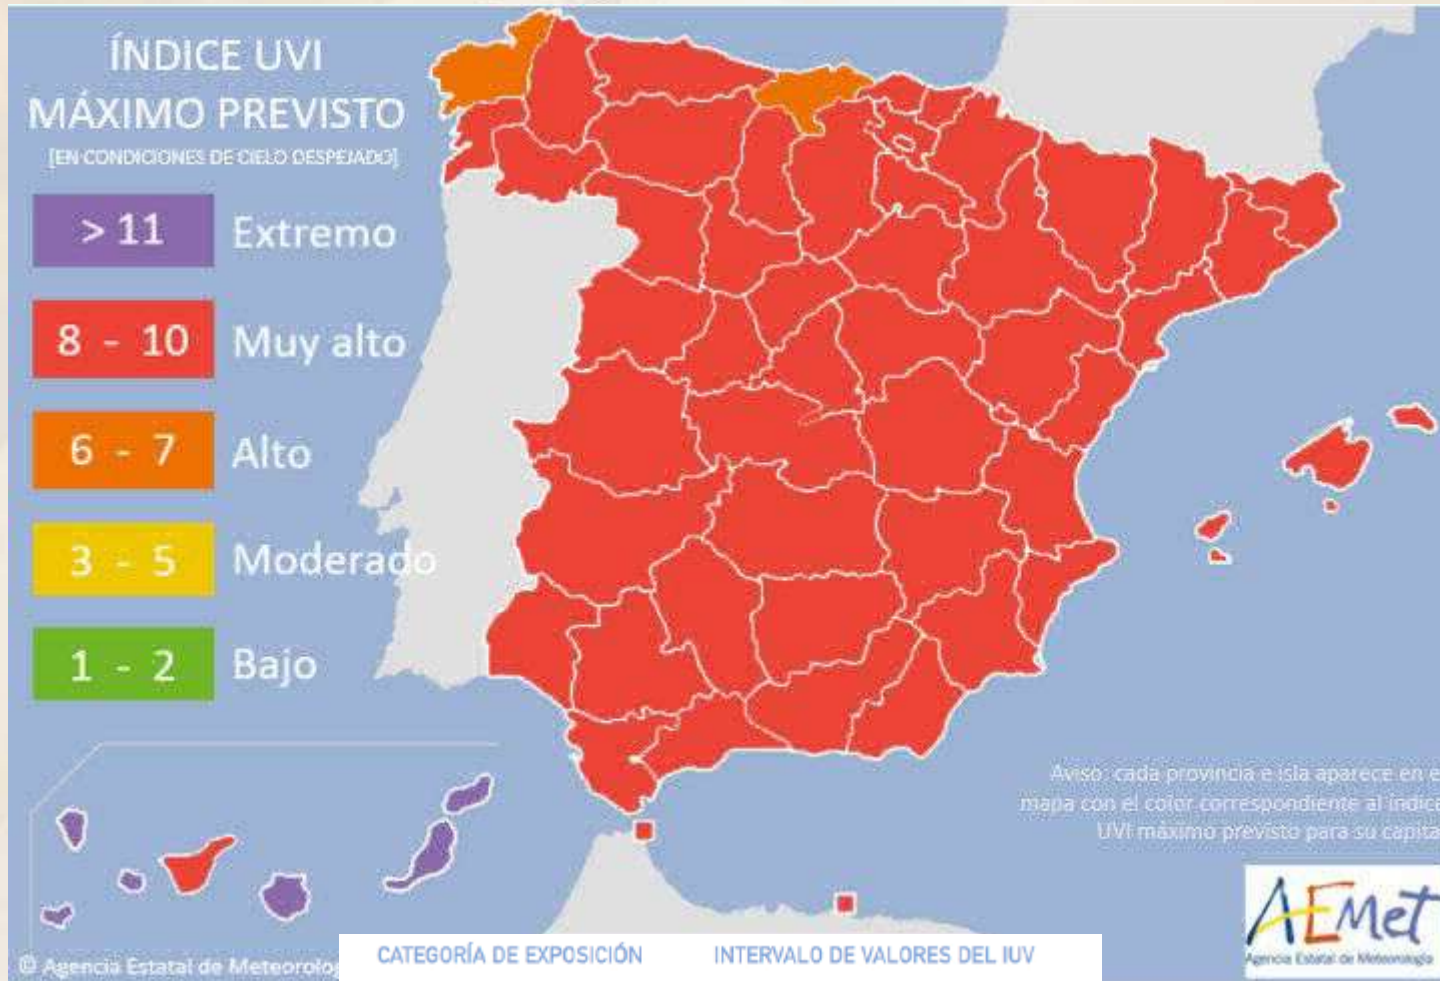 ÍNDICE UVI
MÁXIMO PREVISTO
[EN CONDICIONES DE CIELO DESPEJADO]
> 11 Extremo
8 - 10 Muy alto
6 - 7 Alto
3 - 5 Moderado
1 - 2 Bajo
Aviso: cada provincia e isla aparece en e
mapa con el color correspondiente al índice
UVI máximo previsto para su capita
AEMet
Agencia Estatal de Meteorología
© Agencia Estatal de Meteorolog
CATEGORÍA DE EXPOSICIÓN INTERVALO DE VALORES DEL IUV